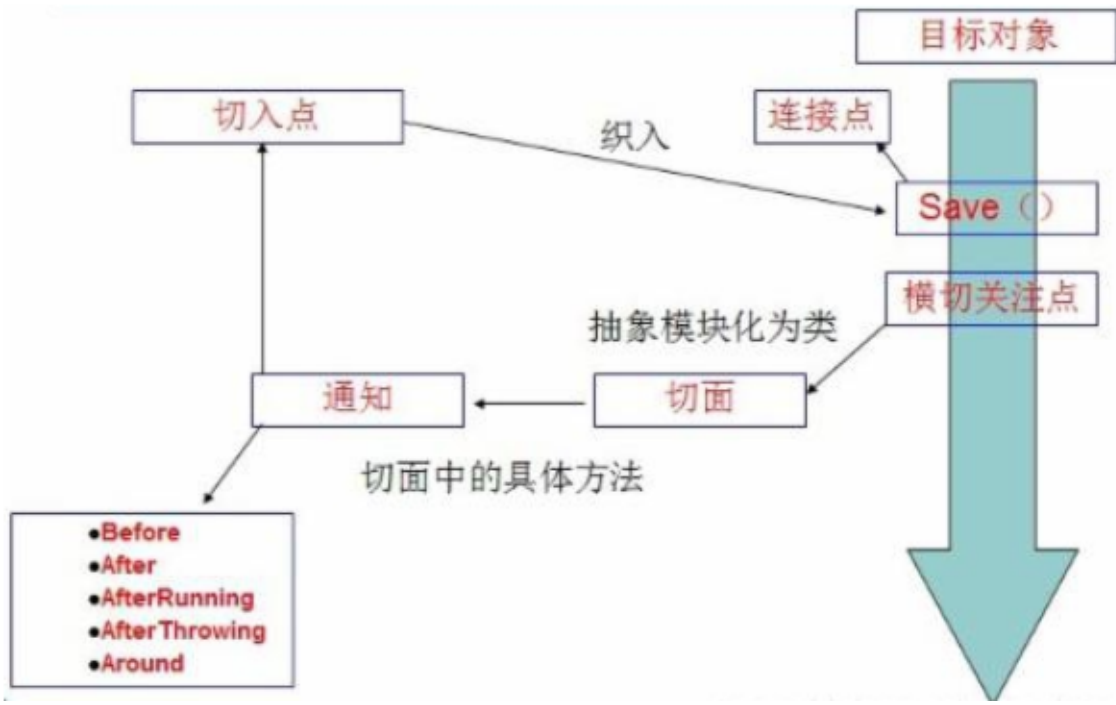 目标对象
切入点
织入
连接点
Save（）
横切关注点
抽象模块化为类
通知
切面
切面中的具体方法
●Before
●After
●AfterRunning
●AfterThrowing
●Around